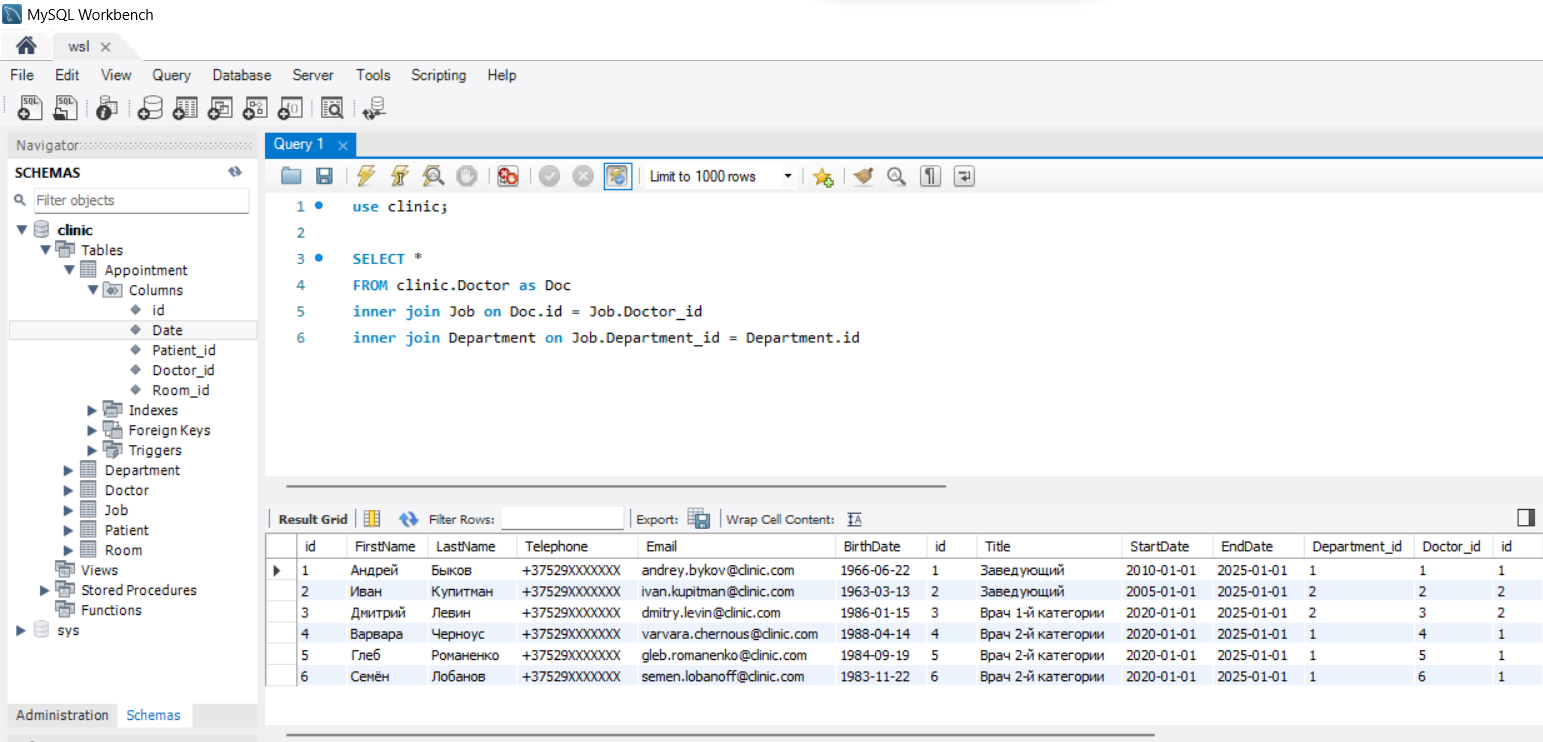 MySQL Workbench
wsl
File Edit View Query Database Server Tools Scripting Help
Navigator
SCHEMAS
Filter objects
clinic
Tables
Appointment
Columns
id
Date
Patient_id
Doctor_id
Room_id
Indexes
Foreign Keys
Triggers
Department
Doctor
Job
Patient
Room
Views
Stored Procedures
Functions
sys
Administration Schemas
Query 1
Limit to 1000 rows
1 use clinic;
2
3 SELECT *
4 FROM clinic.Doctor as Doc
5 inner join Job on Doc.id = Job.Doctor_id
6 inner join Department on Job.Department_id = Department.id
Result Grid Filter Rows: Export: Wrap Cell Content:
id FirstName LastName Telephone Email BirthDate id Title StartDate EndDate Department_id Doctor_id id
1 Андрей Быков +37529XXXXXXX andrey.bykov@clinic.com 1966-06-22 1 Заведующий 2010-01-01 2025-01-01 1 1 1
2 Иван Купитман +37529XXXXXXX ivan.kupitman@clinic.com 1963-03-13 2 Заведующий 2005-01-01 2025-01-01 2 2 2
3 Дмитрий Левин +37529XXXXXXX dmitry.levin@clinic.com 1986-01-15 3 Врач 1-й категории 2020-01-01 2025-01-01 2 3 2
4 Варвара Черноус +37529XXXXXXX varvara.chernous@clinic.com 1988-04-14 4 Врач 2-й категории 2020-01-01 2025-01-01 1 4 1
5 Глеб Романенко +37529XXXXXXX gleb.romanenko@clinic.com 1984-09-19 5 Врач 2-й категории 2020-01-01 2025-01-01 1 5 1
6 Семён Лобанов +37529XXXXXXX semen.lobanoff@clinic.com 1983-11-22 6 Врач 2-й категории 2020-01-01 2025-01-01 1 6 1